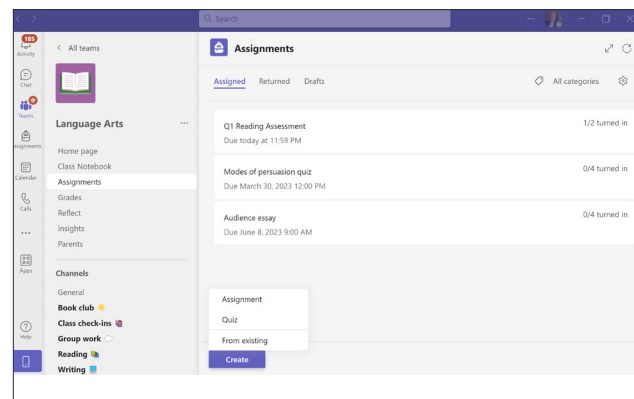 Search
185
Activity
Chat
Teams
Assignments
Calendar
Calls
Apps
Help
All teams
Language Arts
Home page
Class Notebook
Assignments
Grades
Reflect
Insights
Parents
Channels
General
Book club
Class check-ins
Group work
Reading
Writing
Assignments
Assigned Returned Drafts
All categories
Q1 Reading Assessment
1/2 turned in
Due today at 11:59 PM
Modes of persuasion quiz
0/4 turned in
Due March 30, 2023 12:00 PM
Audience essay
0/4 turned in
Due June 8, 2023 9:00 AM
Assignment
Quiz
From existing
Create